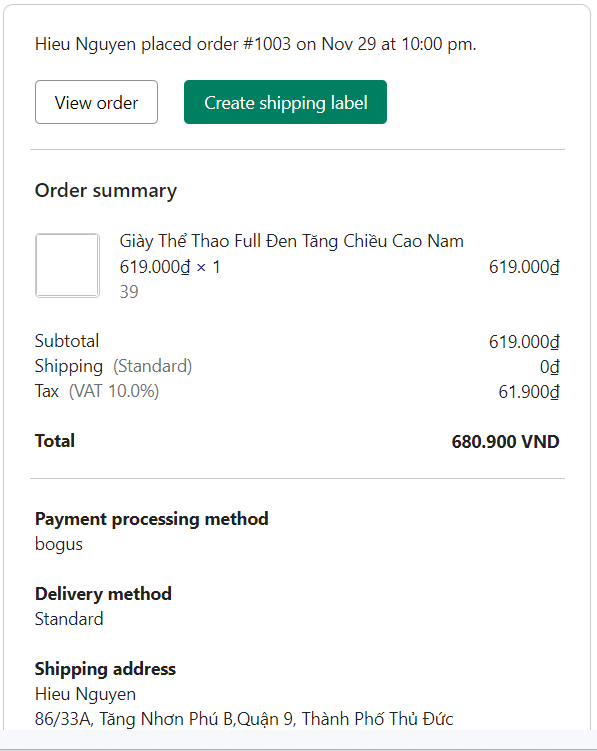 Hieu Nguyen placed order #1003 on Nov 29 at 10:00 pm.
View order Create shipping label
Order summary
Giày Thể Thao Full Đen Tăng Chiều Cao Nam
619.000₫ × 1 619.000₫
39
Subtotal 619.000₫
Shipping (Standard) 0₫
Tax (VAT 10.0%) 61.900₫
Total 680.900 VND
Payment processing method
bogus
Delivery method
Standard
Shipping address
Hieu Nguyen
86/33A, Tăng Nhơn Phú B,Quận 9, Thành Phố Thủ Đức